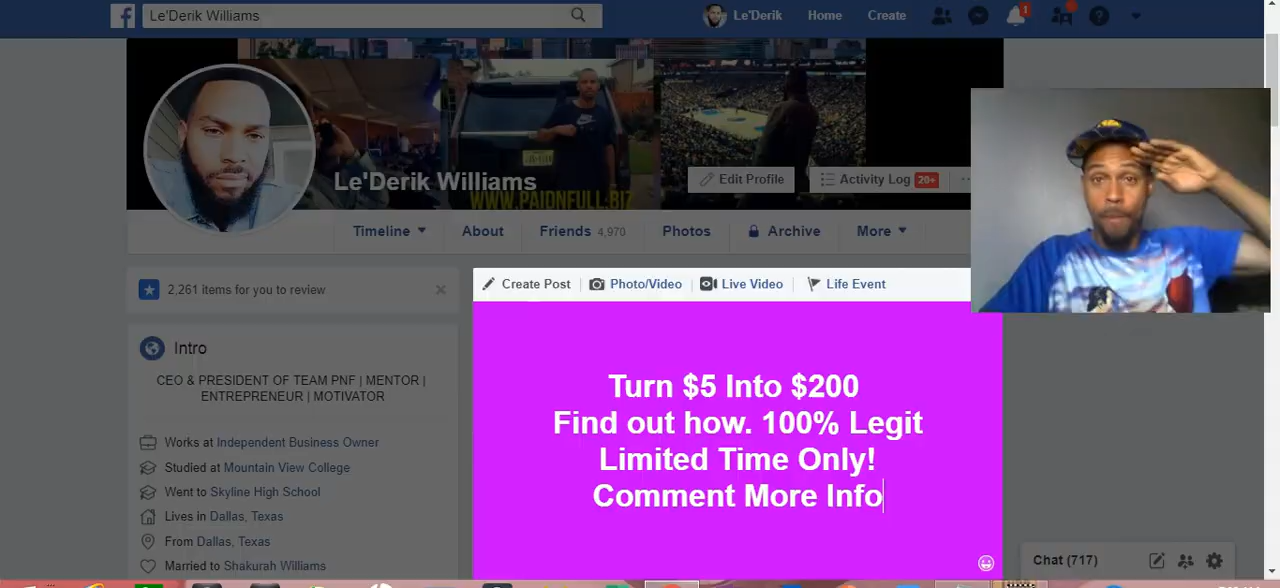 Le'Derik Williams
Le'Derik
Home
Create
1
Le'Derik Williams
WWW.PAIDNFULL.BIZ
Edit Profile
Activity Log 20+
Timeline
About
Friends 4,970
Photos
Archive
More
2,261 items for you to review
Create Post
Photo/Video
Live Video
Life Event
Intro
CEO & PRESIDENT OF TEAM PNF | MENTOR |
ENTREPRENEUR | MOTIVATOR
Works at Independent Business Owner
Studied at Mountain View College
Went to Skyline High School
Lives in Dallas, Texas
From Dallas, Texas
Married to Shakurah Williams
Turn $5 Into $200
Find out how. 100% Legit
Limited Time Only!
Comment More Info
Chat (717)